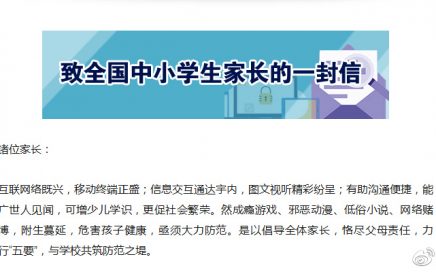 致全国中小学生家长的一封信
诸位家长：
互联网络既兴，移动终端正盛；信息交互通达宇内，图文视听精彩纷呈；有助沟通便捷，能
广世人见闻，可增少儿学识，更促社会繁荣。然成瘾游戏、邪恶动漫、低俗小说、网络赌
博，附生蔓延，危害孩子健康，亟须大力防范。是以倡导全体家长，恪尽父母责任，力
行“五要”，与学校共筑防范之堤。